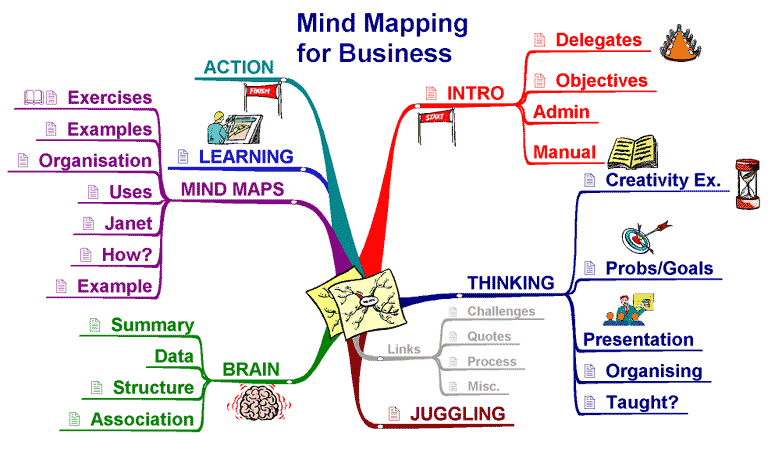 Mind Mapping
for Business
INTRO
START
Delegates
Objectives
Admin
Manual
THINKING
Creativity Ex.
Probs/Goals
Presentation
Organising
Taught?
Links
Challenges
Quotes
Process
Misc.
JUGGLING
BRAIN
Summary
Data
Structure
Association
MIND MAPS
Exercises
Examples
Organisation
Uses
Janet
How?
Example
LEARNING
ACTION
FINISH